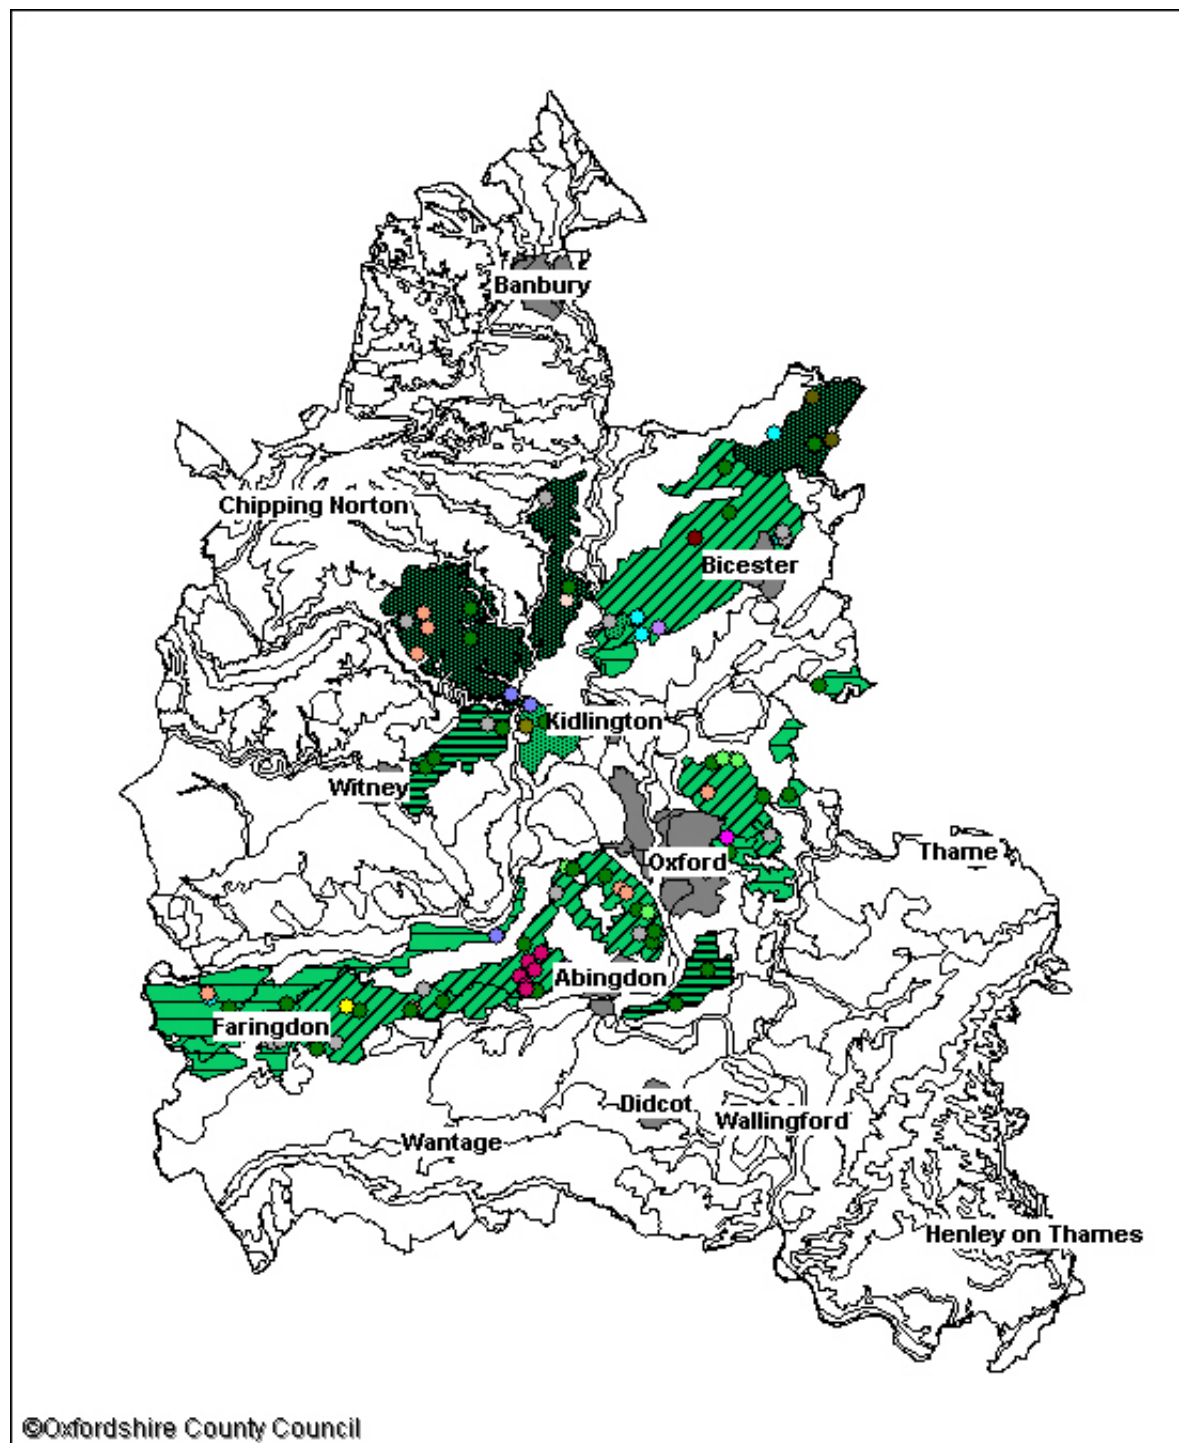 Banbury
Chipping Norton
Bicester
Kidlington
Witney
Oxford
Thame
Abingdon
Faringdon
Didcot
Wallingford
Wantage
Henley on Thames
©Oxfordshire County Council